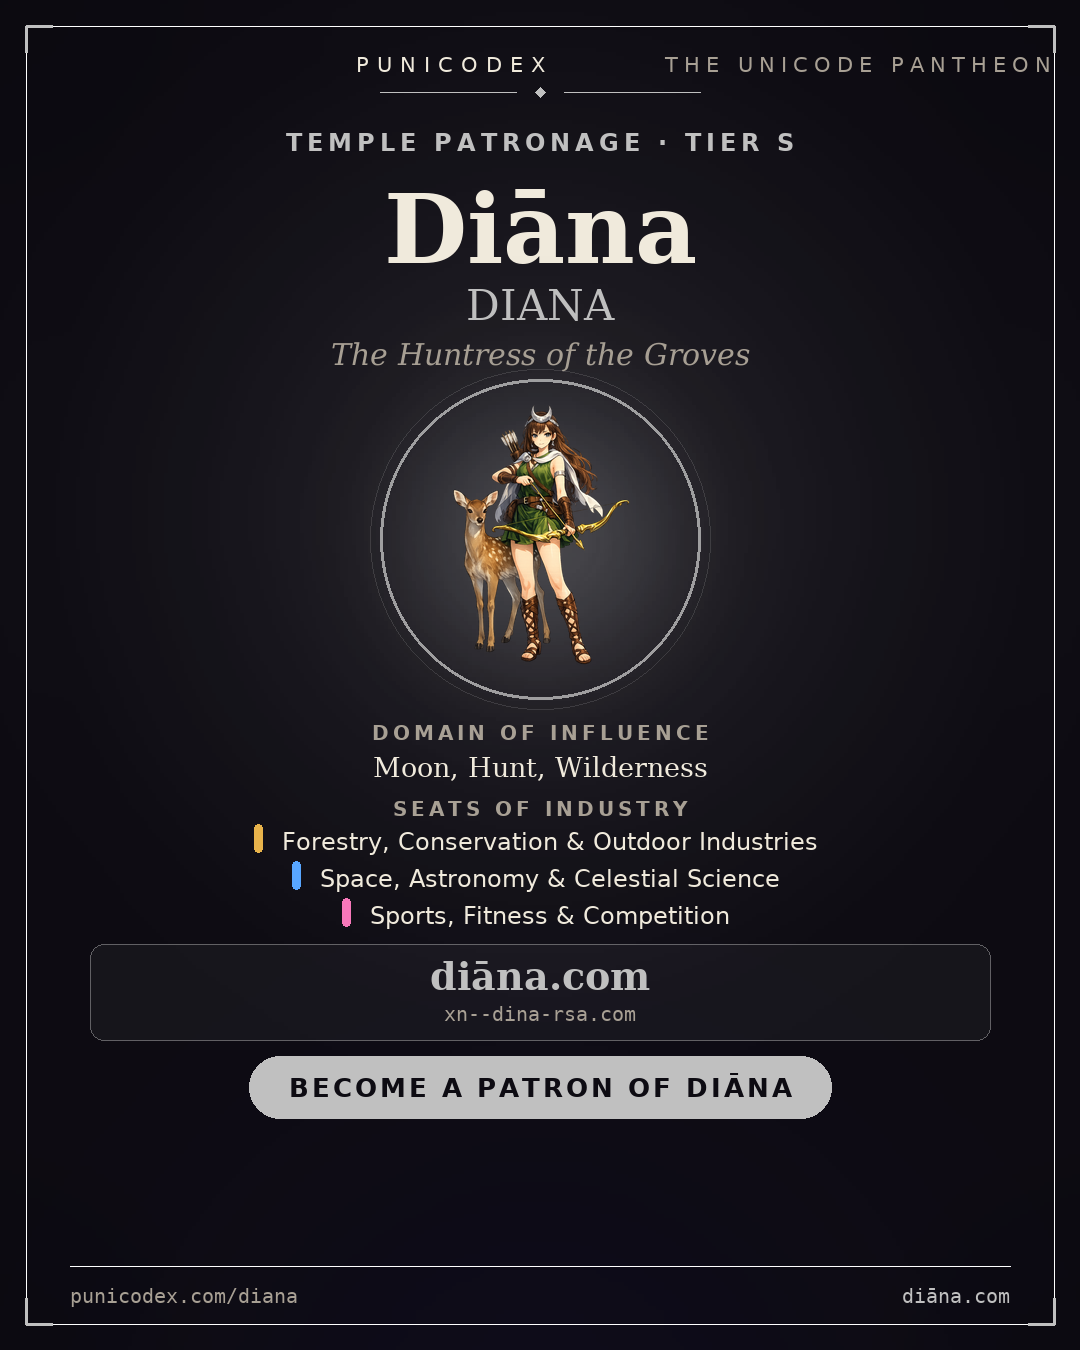 PUNICODEX THE UNICODE PANTHEON
TEMPLE PATRONAGE · TIER S
Diāna
DIANA
The Huntress of the Groves
DOMAIN OF INFLUENCE
Moon, Hunt, Wilderness
SEATS OF INDUSTRY
Forestry, Conservation & Outdoor Industries
Space, Astronomy & Celestial Science
Sports, Fitness & Competition
diāna.com
xn--dina-rsa.com
BECOME A PATRON OF DIĀNA
punicodex.com/diana diāna.com